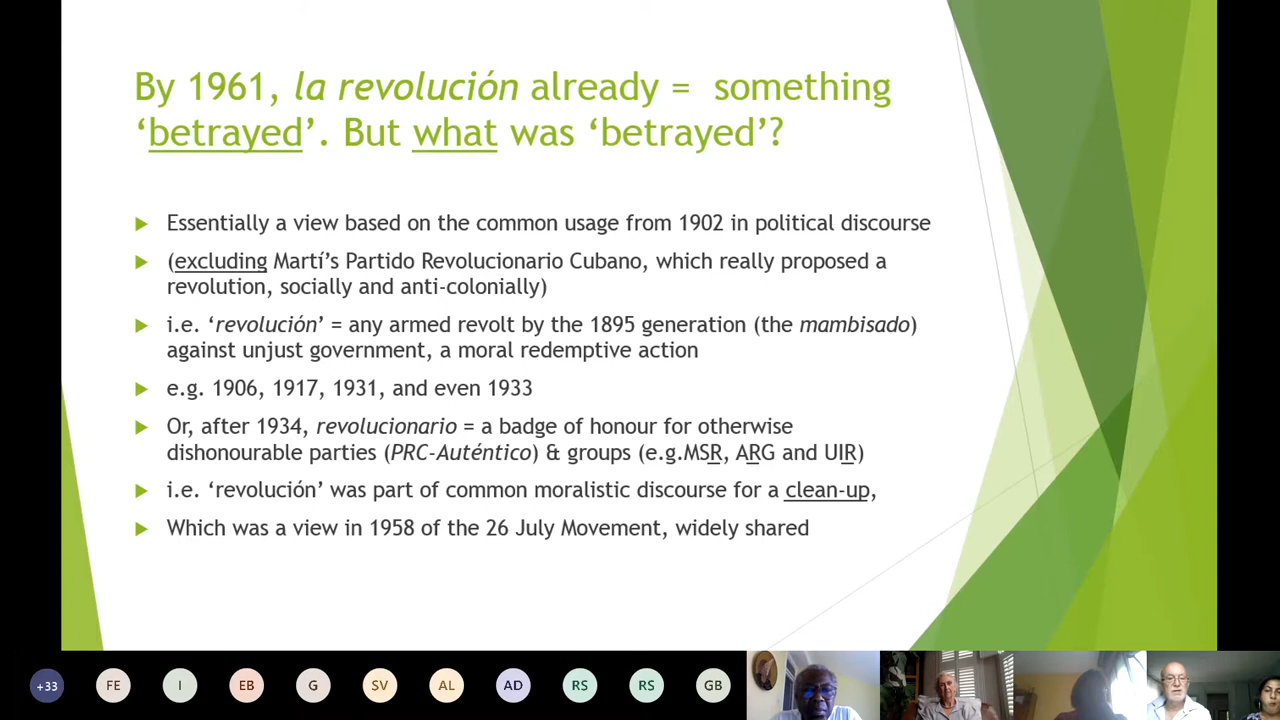 By 1961, la revolución already = something
‘betrayed’. But what was ‘betrayed’?
Essentially a view based on the common usage from 1902 in political discourse
(excluding Martí’s Partido Revolucionario Cubano, which really proposed a
revolution, socially and anti-colonially)
i.e. ‘revolución’ = any armed revolt by the 1895 generation (the mambisado)
against unjust government, a moral redemptive action
e.g. 1906, 1917, 1931, and even 1933
Or, after 1934, revolucionario = a badge of honour for otherwise
dishonourable parties (PRC-Auténtico) & groups (e.g.MSR, ARG and UIR)
i.e. ‘revolución’ was part of common moralistic discourse for a clean-up,
Which was a view in 1958 of the 26 July Movement, widely shared
+33 FE I EB G SV AL AD RS RS GB